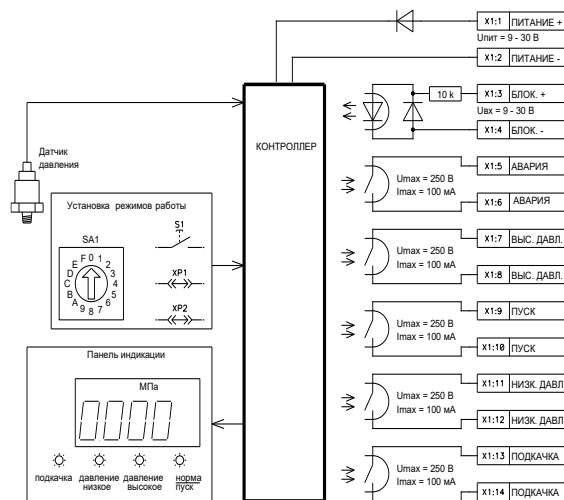 X1:1 ПИТАНИЕ +
Uпит = 9 - 30 В
X1:2 ПИТАНИЕ -
10 k
X1:3 БЛОК. +
Uвх = 9 - 30 В
X1:4 БЛОК. -
Датчик
давления
КОНТРОЛЛЕР
X1:5 АВАРИЯ
Umax = 250 В
Imax = 100 мА
X1:6 АВАРИЯ
Установка режимов работы
SA1
S1
F 0 1 2 3 4 5 6 7 8 9 A B C D E
XP1
XP2
X1:7 ВЫС. ДАВЛ.
Umax = 250 В
Imax = 100 мА
X1:8 ВЫС. ДАВЛ.
X1:9 ПУСК
Umax = 250 В
Imax = 100 мА
X1:10 ПУСК
Панель индикации
МПа
0000
подкачка
давление
низкое
давление
высокое
норма
пуск
X1:11 НИЗК. ДАВЛ
Umax = 250 В
Imax = 100 мА
X1:12 НИЗК. ДАВЛ
X1:13 ПОДКАЧКА
Umax = 250 В
Imax = 100 мА
X1:14 ПОДКАЧКА